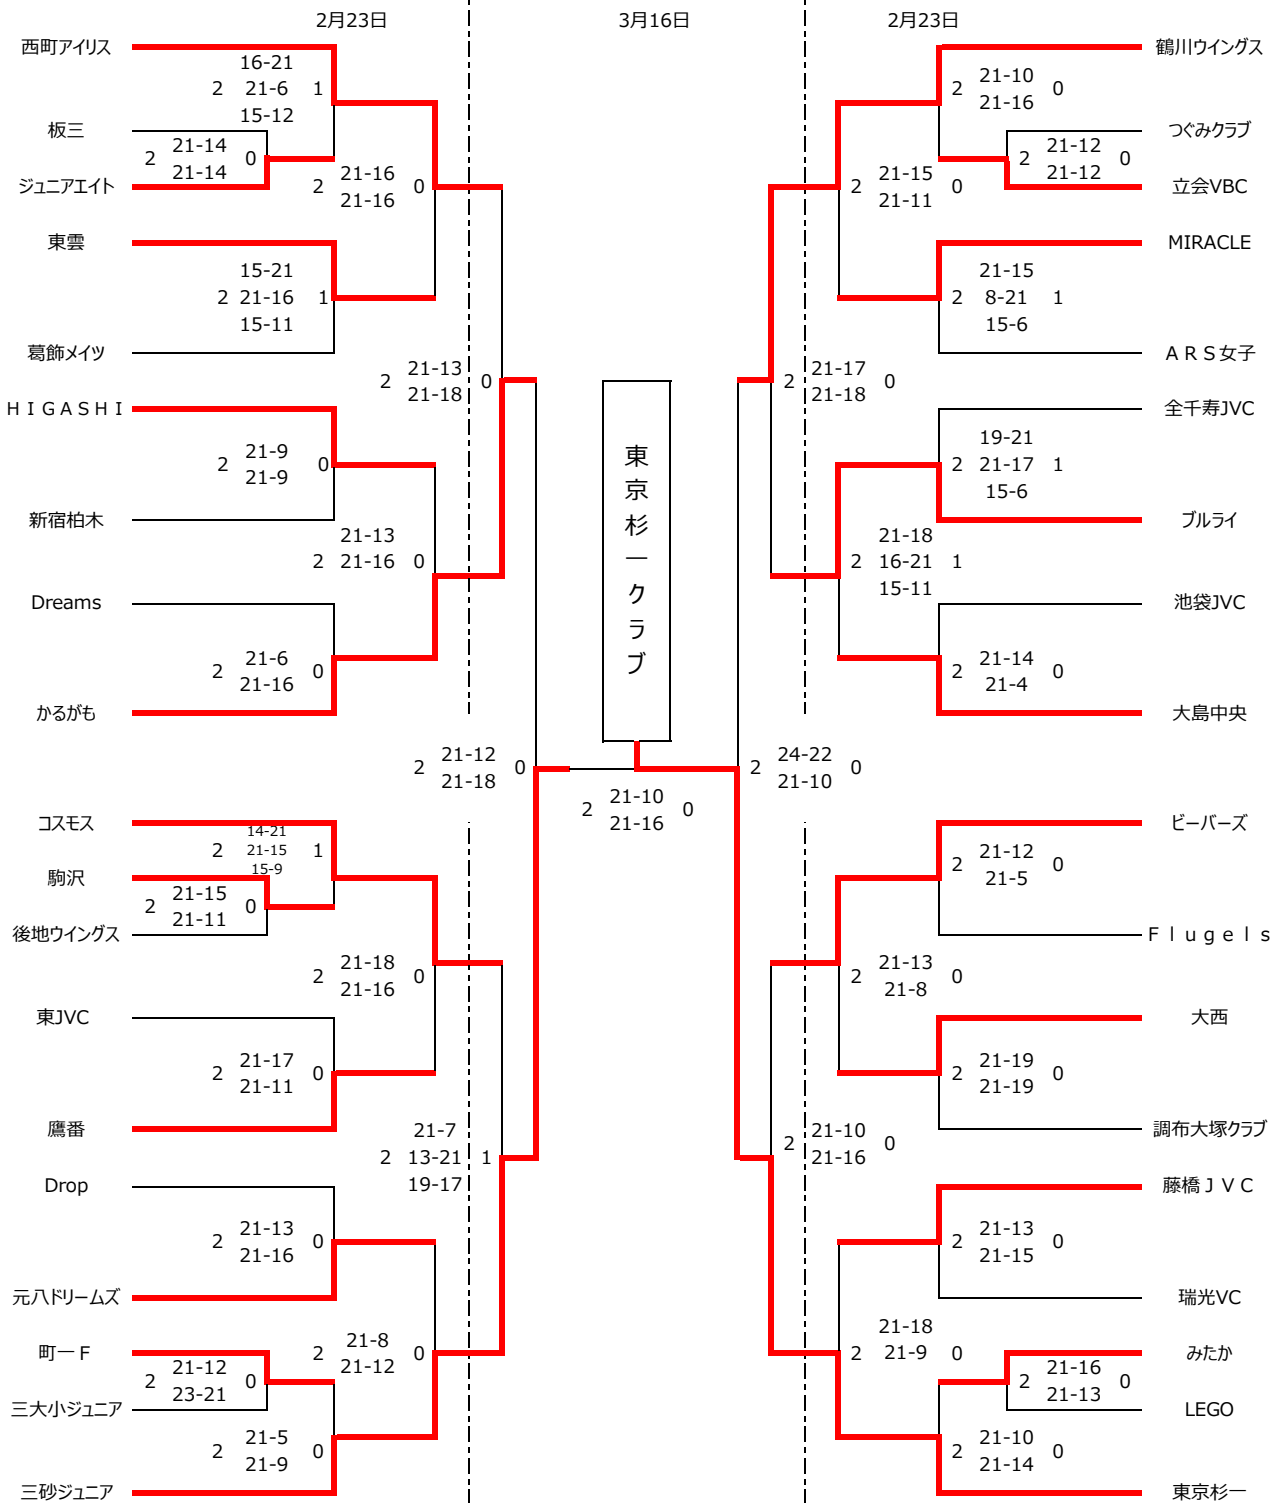 2月23日
3月16日
2月23日
西町アイリス
16-21
2 21-6 1
15-12
板三
21-14
2 0
21-14
ジュニアエイト
21-16
2 0
21-16
東雲
15-21
2 21-16 1
15-11
葛飾メイツ
21-13
2 0
21-18
ＨＩＧＡＳＨＩ
21-9
2 0
21-9
新宿柏木
21-13
2 21-16 0
Dreams
21-6
2 0
21-16
かるがも
21-12
2 0
21-18
コスモス
14-21
2 21-15 1
15-9
駒沢
21-15
2 0
21-11
後地ウイングス
21-18
2 0
21-16
東JVC
21-17
2 0
21-11
鷹番
21-7
2 13-21 1
19-17
Drop
21-13
2 0
21-16
元八ドリームズ
町一Ｆ
21-8
2 0
21-12
21-12
2 0
23-21
三大小ジュニア
21-5
2 0
21-9
三砂ジュニア
東京杉一クラブ
21-10
2 0
21-16
鶴川ウイングス
21-10
2 0
21-16
つぐみクラブ
21-12
2 0
21-12
立会VBC
21-15
2 0
21-11
MIRACLE
21-15
2 8-21 1
15-6
ＡＲＳ女子
21-17
2 0
21-18
全千寿JVC
19-21
2 21-17 1
15-6
ブルライ
21-18
2 16-21 1
15-11
池袋JVC
21-14
2 0
21-4
大島中央
24-22
2 0
21-10
ビーバーズ
21-12
2 0
21-5
Ｆｌｕｇｅｌｓ
21-13
2 0
21-8
大西
21-19
2 0
21-19
調布大塚クラブ
21-10
2 0
21-16
藤橋ＪＶＣ
21-13
2 0
21-15
瑞光VC
21-18
2 21-9 0
みたか
21-16
2 0
21-13
LEGO
21-10
2 0
21-14
東京杉一